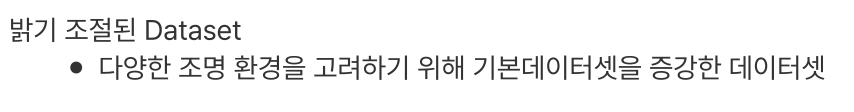 밝기 조절된 Dataset
• 다양한 조명 환경을 고려하기 위해 기본데이터셋을 증강한 데이터셋